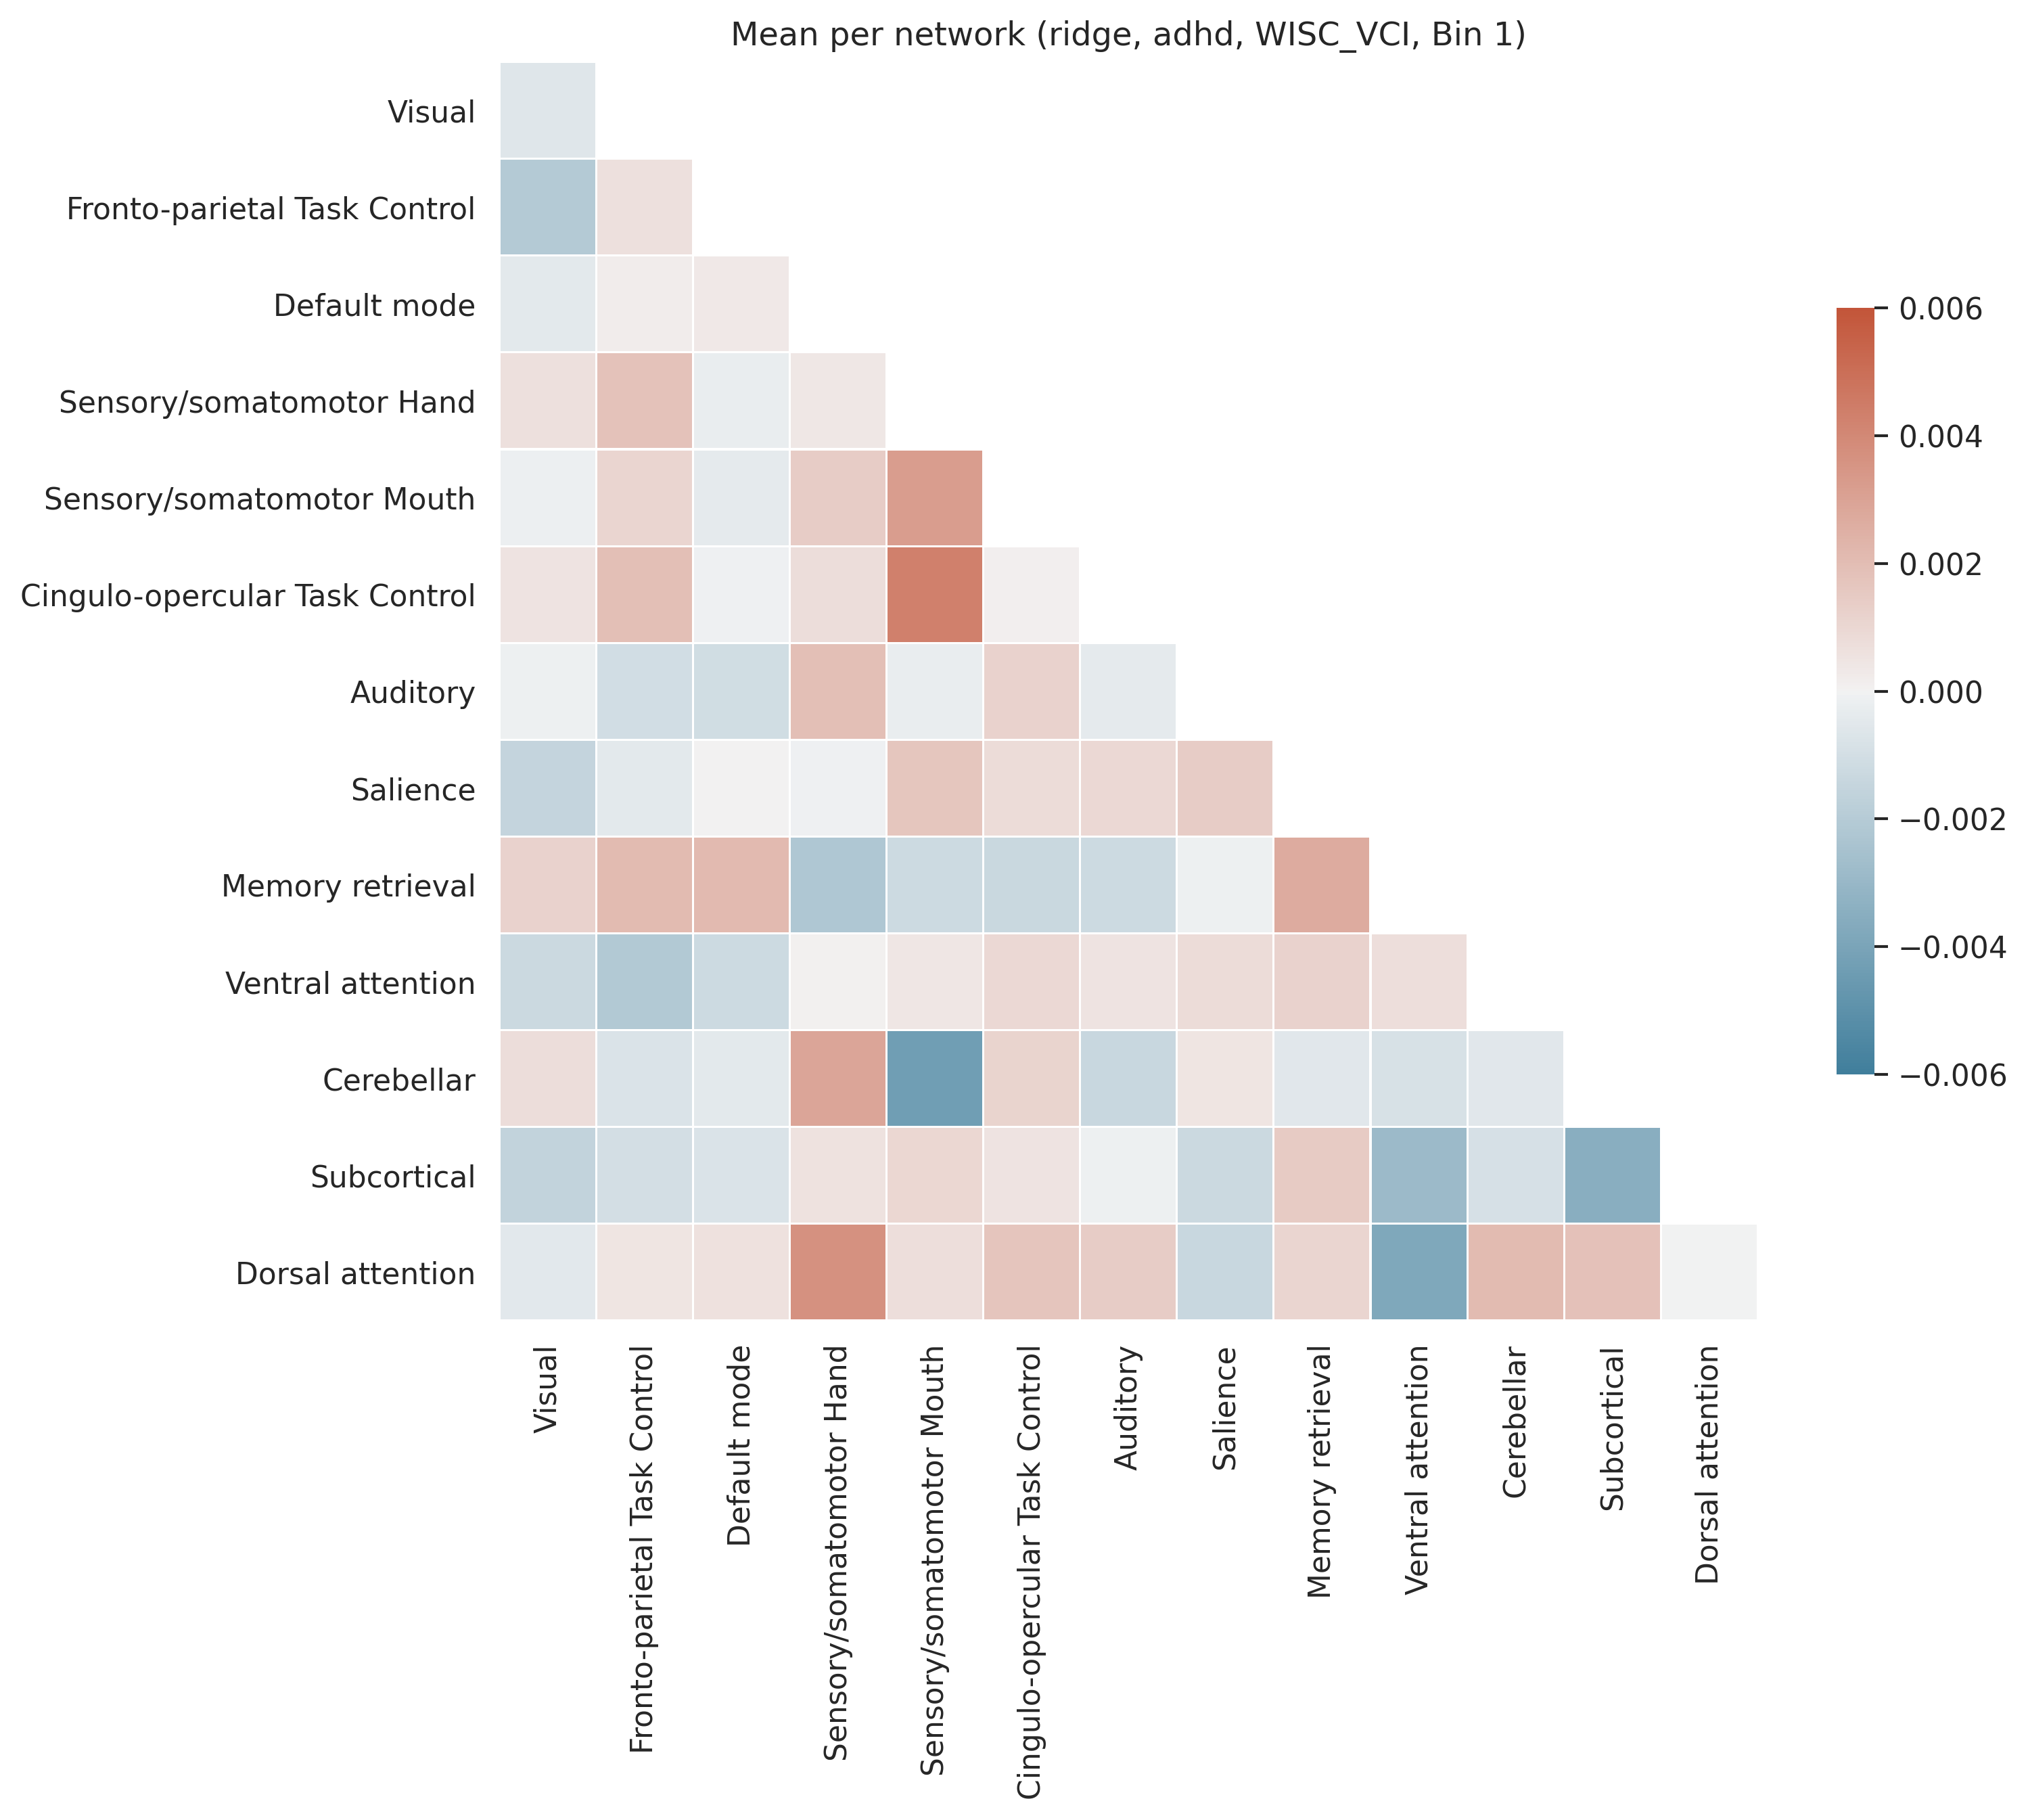 Mean per network (ridge, adhd, WISC_VCI, Bin 1)
Visual
Fronto-parietal Task Control
Default mode
Sensory/somatomotor Hand
Sensory/somatomotor Mouth
Cingulo-opercular Task Control
Auditory
Salience
Memory retrieval
Ventral attention
Cerebellar
Subcortical
Dorsal attention
Visual
Fronto-parietal Task Control
Default mode
Sensory/somatomotor Hand
Sensory/somatomotor Mouth
Cingulo-opercular Task Control
Auditory
Salience
Memory retrieval
Ventral attention
Cerebellar
Subcortical
Dorsal attention
0.006
0.004
0.002
0.000
−0.002
−0.004
−0.006